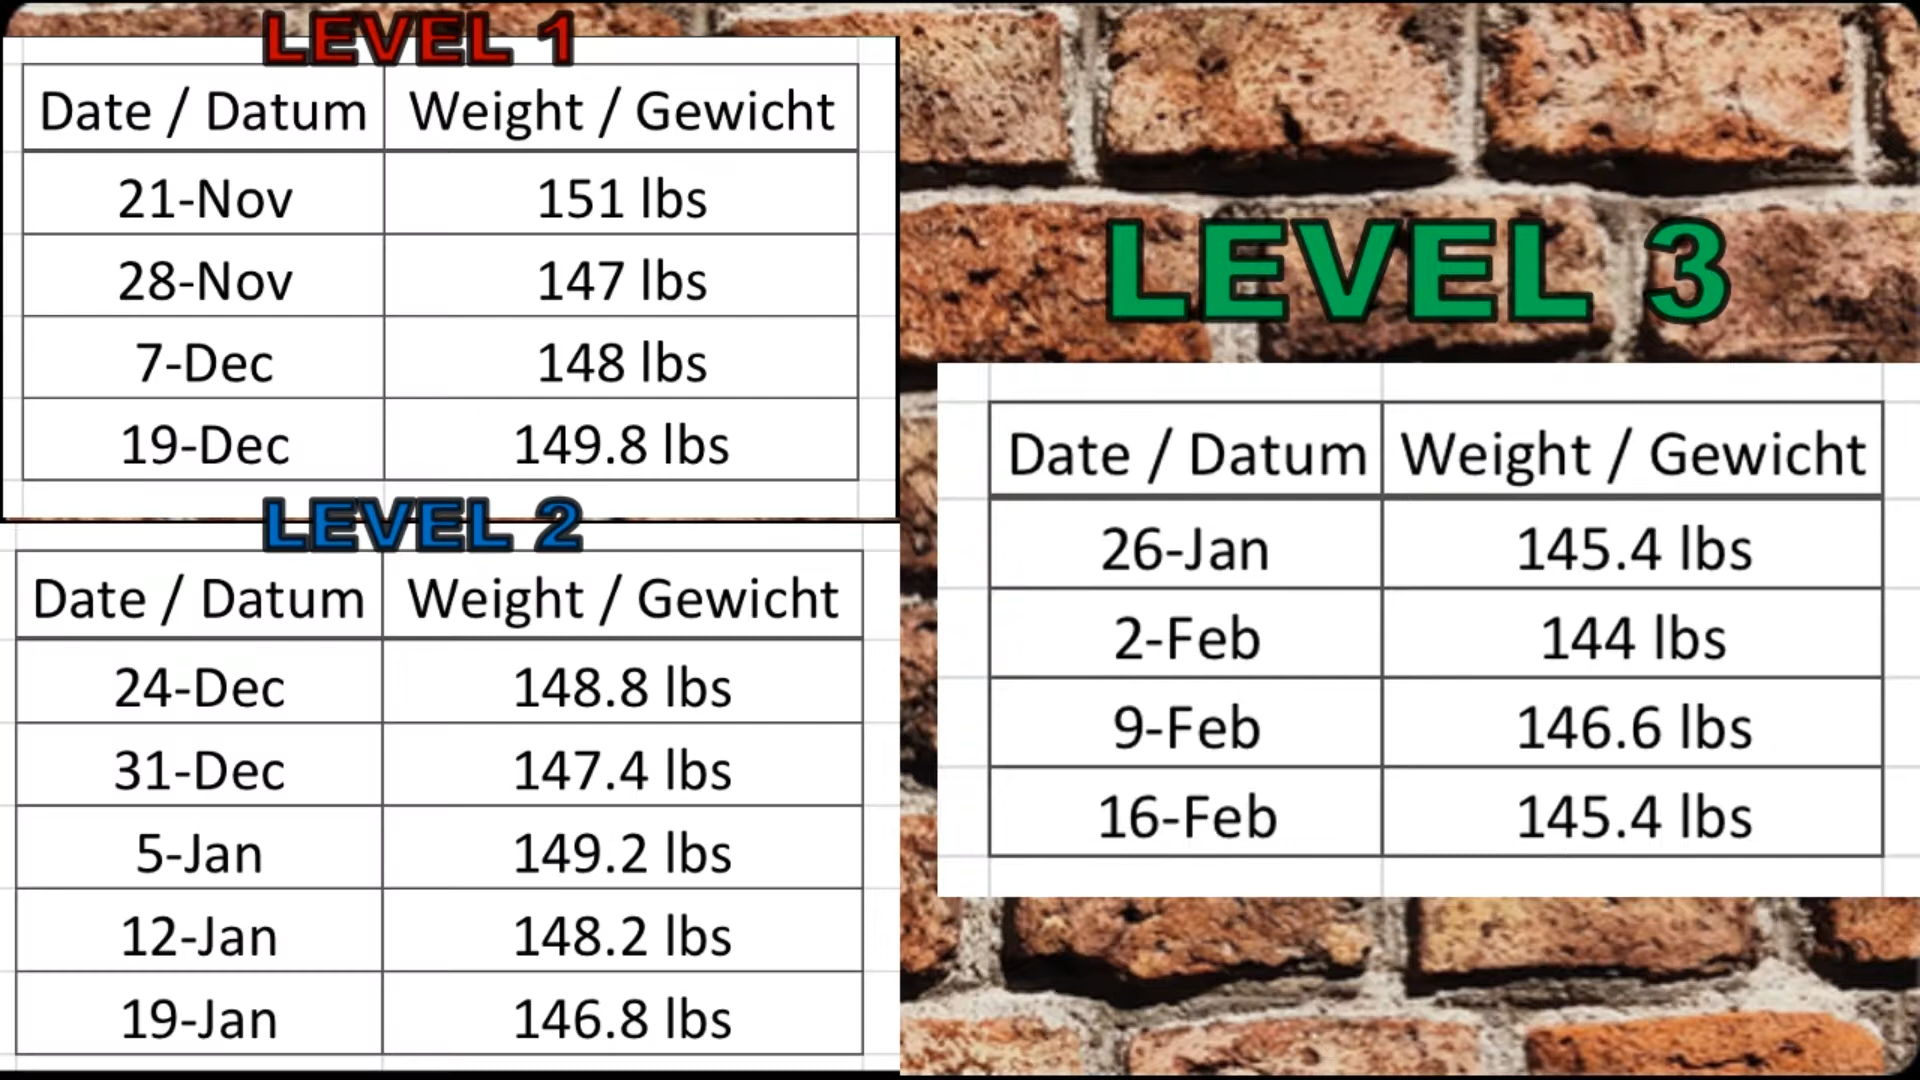 LEVEL 1
Date / Datum Weight / Gewicht
21-Nov 151 lbs
28-Nov 147 lbs
7-Dec 148 lbs
19-Dec 149.8 lbs
LEVEL 2
Date / Datum Weight / Gewicht
24-Dec 148.8 lbs
31-Dec 147.4 lbs
5-Jan 149.2 lbs
12-Jan 148.2 lbs
19-Jan 146.8 lbs
LEVEL 3
Date / Datum Weight / Gewicht
26-Jan 145.4 lbs
2-Feb 144 lbs
9-Feb 146.6 lbs
16-Feb 145.4 lbs